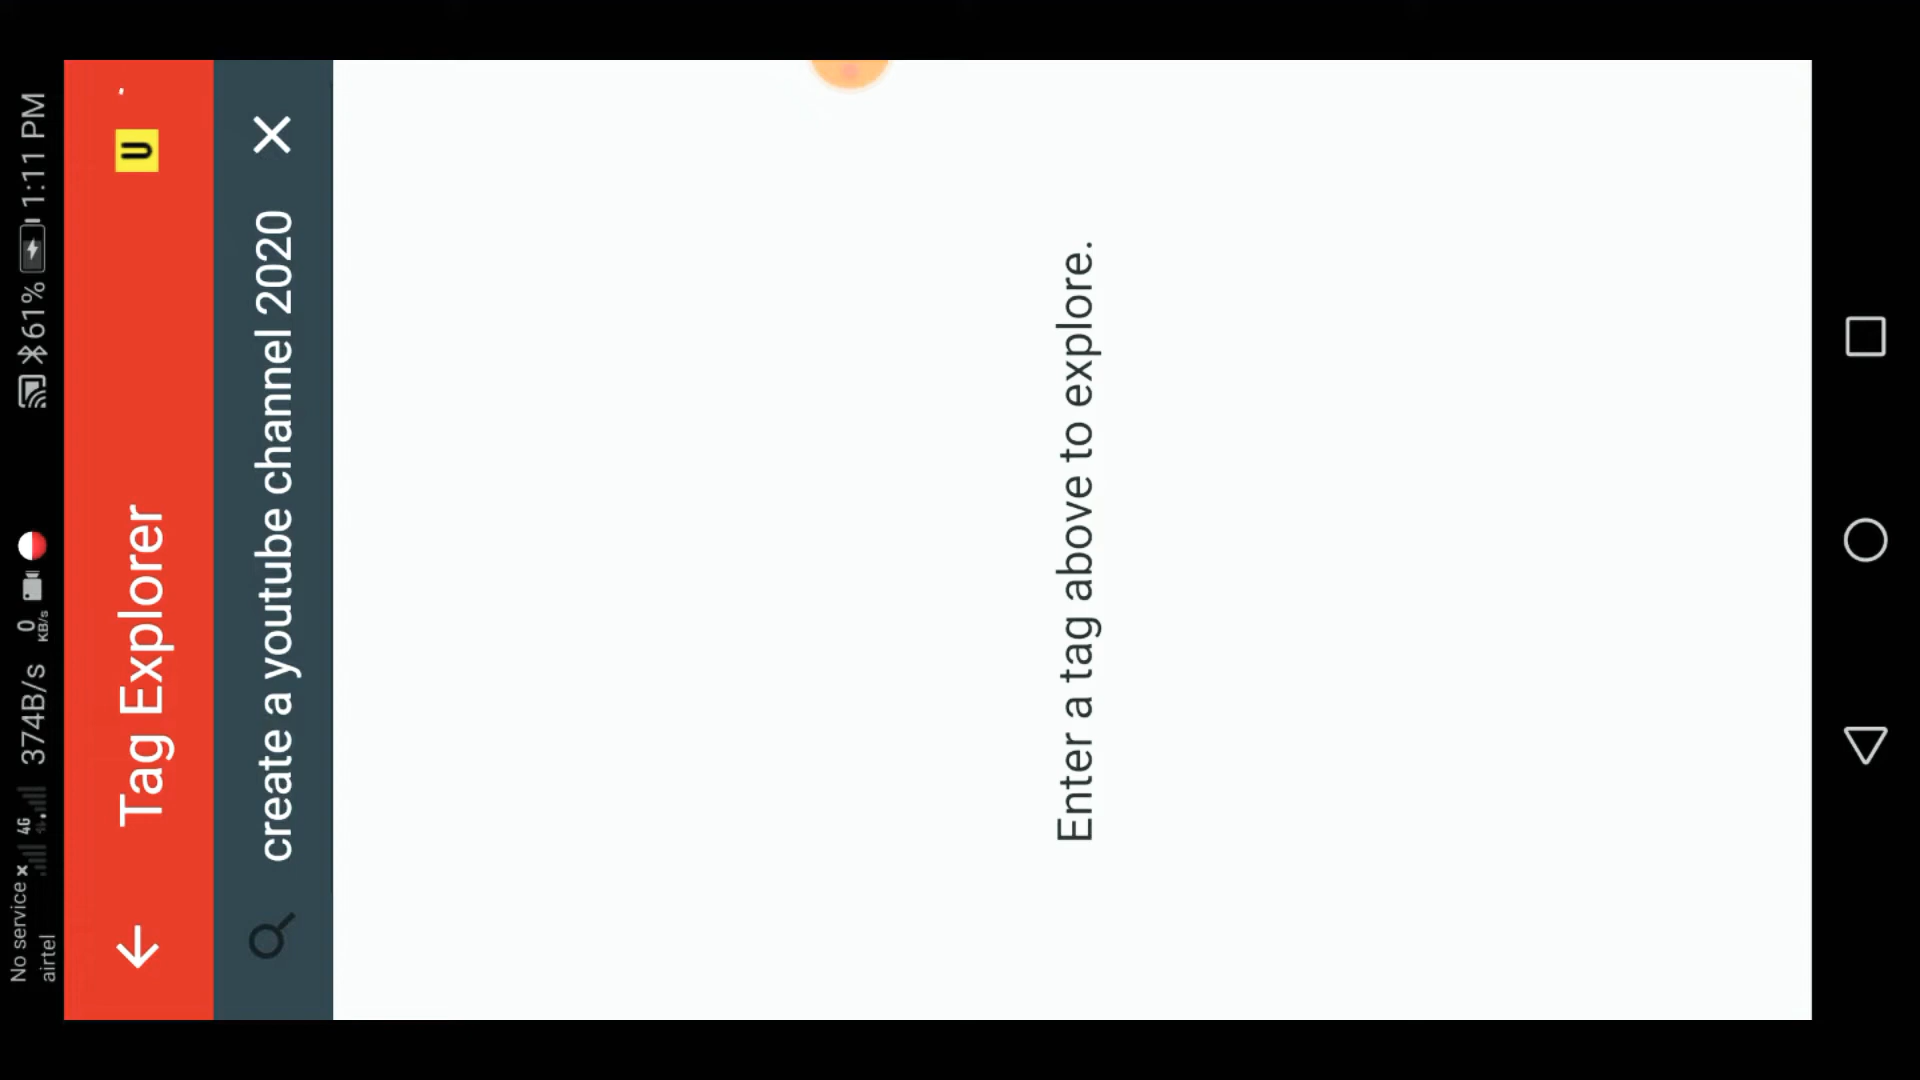 No service 4G 374B/s 0 KB/s 61% 1:11 PM
airtel
Tag Explorer U
create a youtube channel 2020
Enter a tag above to explore.